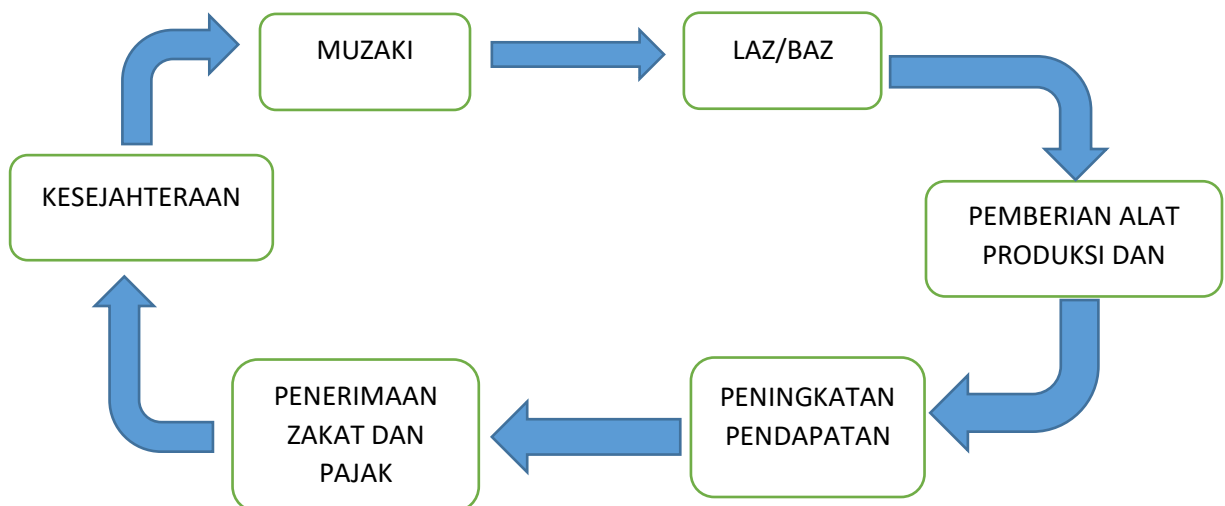 MUZAKI
LAZ/BAZ
PEMBERIAN ALAT
PRODUKSI DAN
PENINGKATAN
PENDAPATAN
PENERIMAAN
ZAKAT DAN
PAJAK
KESEJAHTERAAN